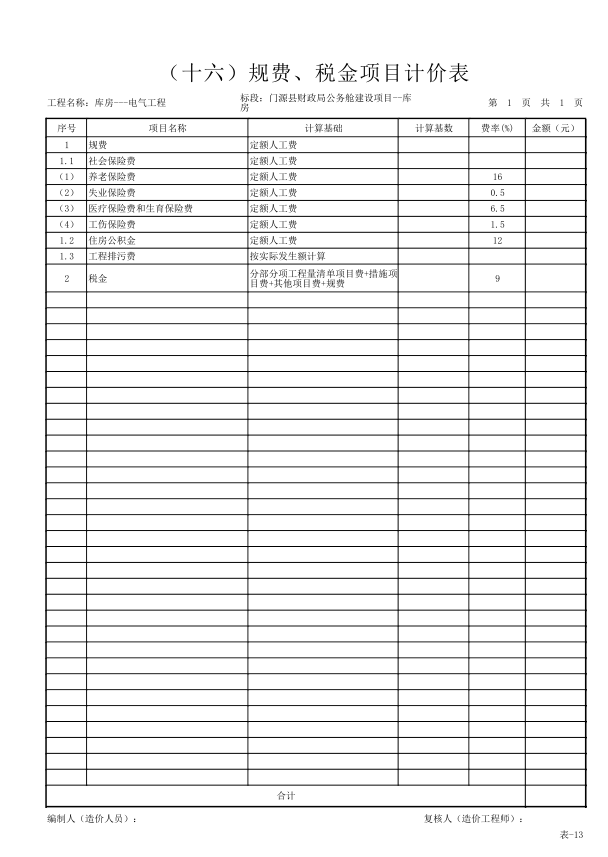 （十六）规费、税金项目计价表
工程名称：库房---电气工程
标段：门源县财政局公务舱建设项目--库
房
第 1 页 共 1 页
序号 项目名称 计算基础 计算基数 费率(%) 金额（元）
1 规费 定额人工费
1.1 社会保险费 定额人工费
（1） 养老保险费 定额人工费 16
（2） 失业保险费 定额人工费 0.5
（3） 医疗保险费和生育保险费 定额人工费 6.5
（4） 工伤保险费 定额人工费 1.5
1.2 住房公积金 定额人工费 12
1.3 工程排污费 按实际发生额计算
2 税金 分部分项工程量清单项目费+措施项
目费+其他项目费+规费 9
合计
编制人（造价人员）： 复核人（造价工程师）：
表-13